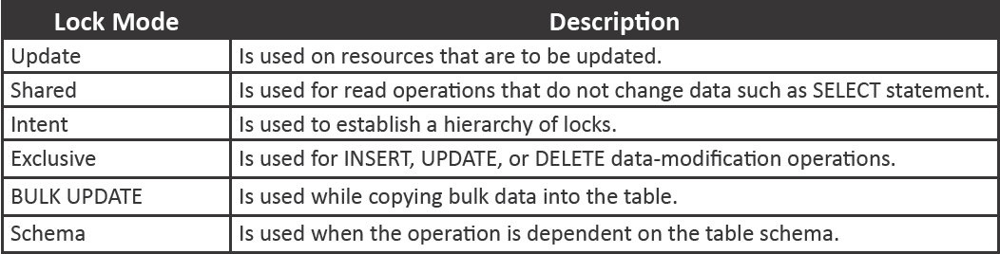 Lock Mode Description
Update Is used on resources that are to be updated.
Shared Is used for read operations that do not change data such as SELECT statement.
Intent Is used to establish a hierarchy of locks.
Exclusive Is used for INSERT, UPDATE, or DELETE data-modification operations.
BULK UPDATE Is used while copying bulk data into the table.
Schema Is used when the operation is dependent on the table schema.